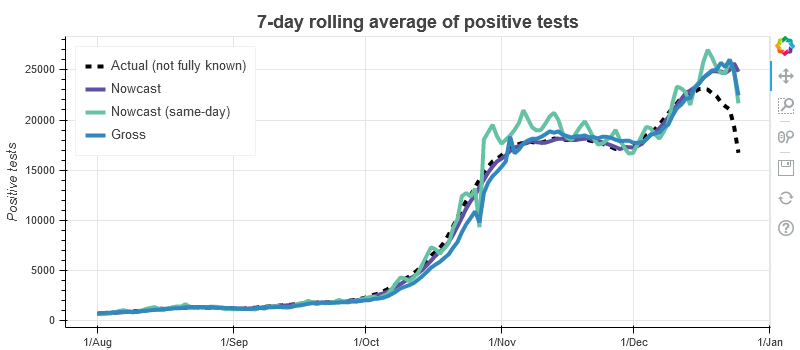 7-day rolling average of positive tests
Actual (not fully known)
Nowcast
Nowcast (same-day)
Gross
Positive tests
25000
20000
15000
10000
5000
0
1/Aug
1/Sep
1/Oct
1/Nov
1/Dec
1/Jan